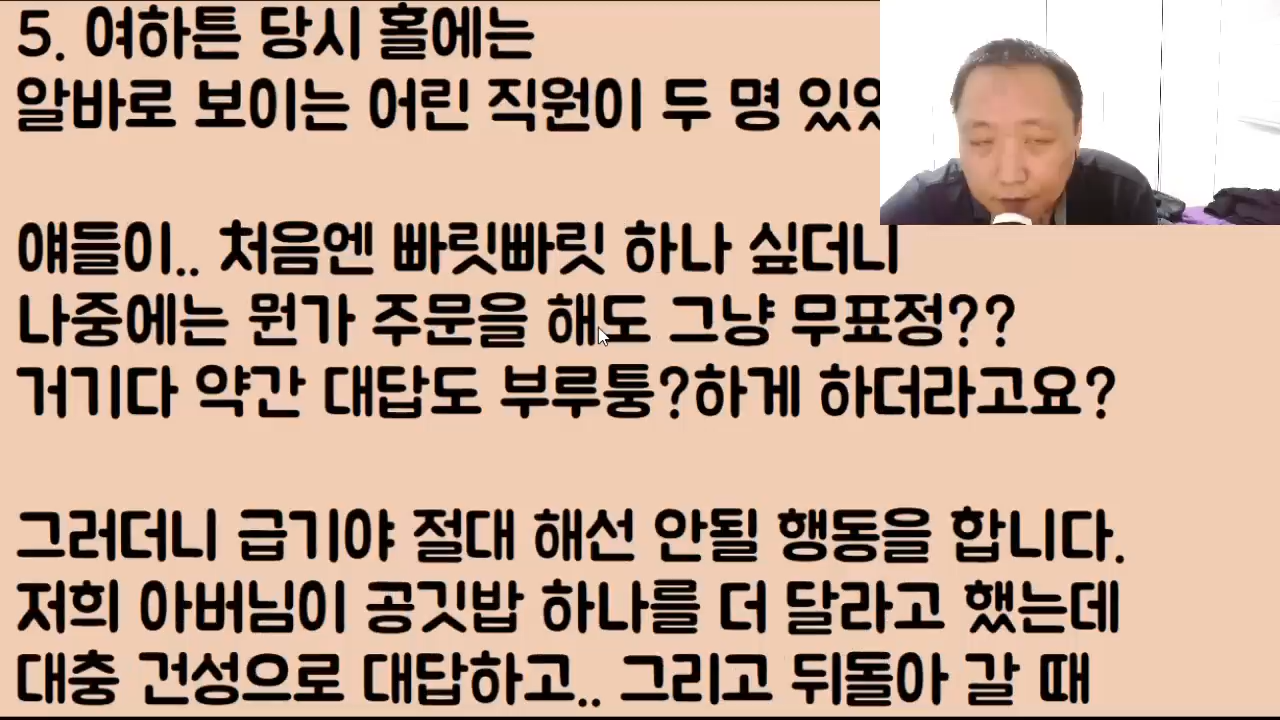 5. 여하튼 당시 홀에는
알바로 보이는 어린 직원이 두 명
얘들이.. 처음엔 빠릿빠릿 하나 싶더니
나중에는 뭔가 주문을 해도 그냥 무표정??
거기다 약간 대답도 부루퉁?하게 하더라고요?
그러더니 급기야 절대 해선 안될 행동을 합니다.
저희 아버님이 공깃밥 하나를 더 달라고 했는데
대충 건성으로 대답하고.. 그리고 뒤돌아 갈 때